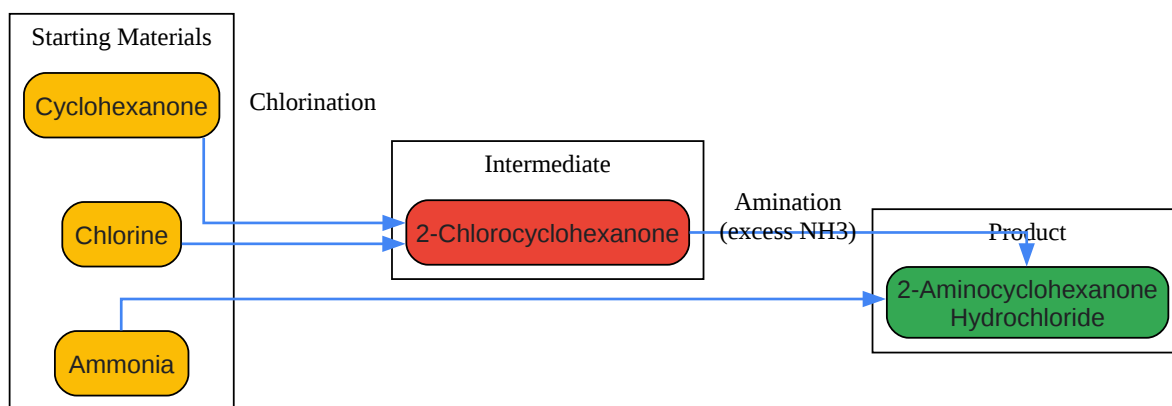 Starting Materials
Cyclohexanone
Chlorination
Chlorine
Ammonia
Intermediate
2-Chlorocyclohexanone
Amination
(excess NH3)
Product
2-Aminocyclohexanone
Hydrochloride